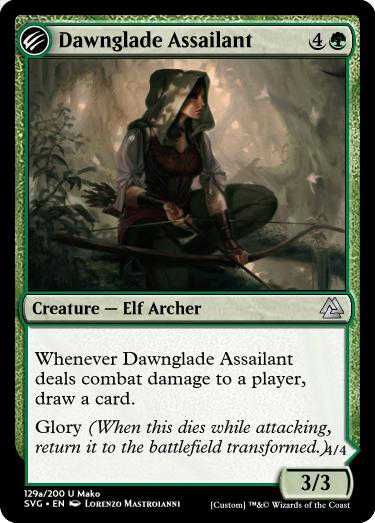 Dawnglade Assailant 4
Creature — Elf Archer
Whenever Dawnglade Assailant
deals combat damage to a player,
draw a card.
Glory (When this dies while attacking,
return it to the battlefield transformed.)
4/4
3/3
129a/200 U Mako
SVG • EN Lorenzo Mastroianni
[Custom] ™&© Wizards of the Coast